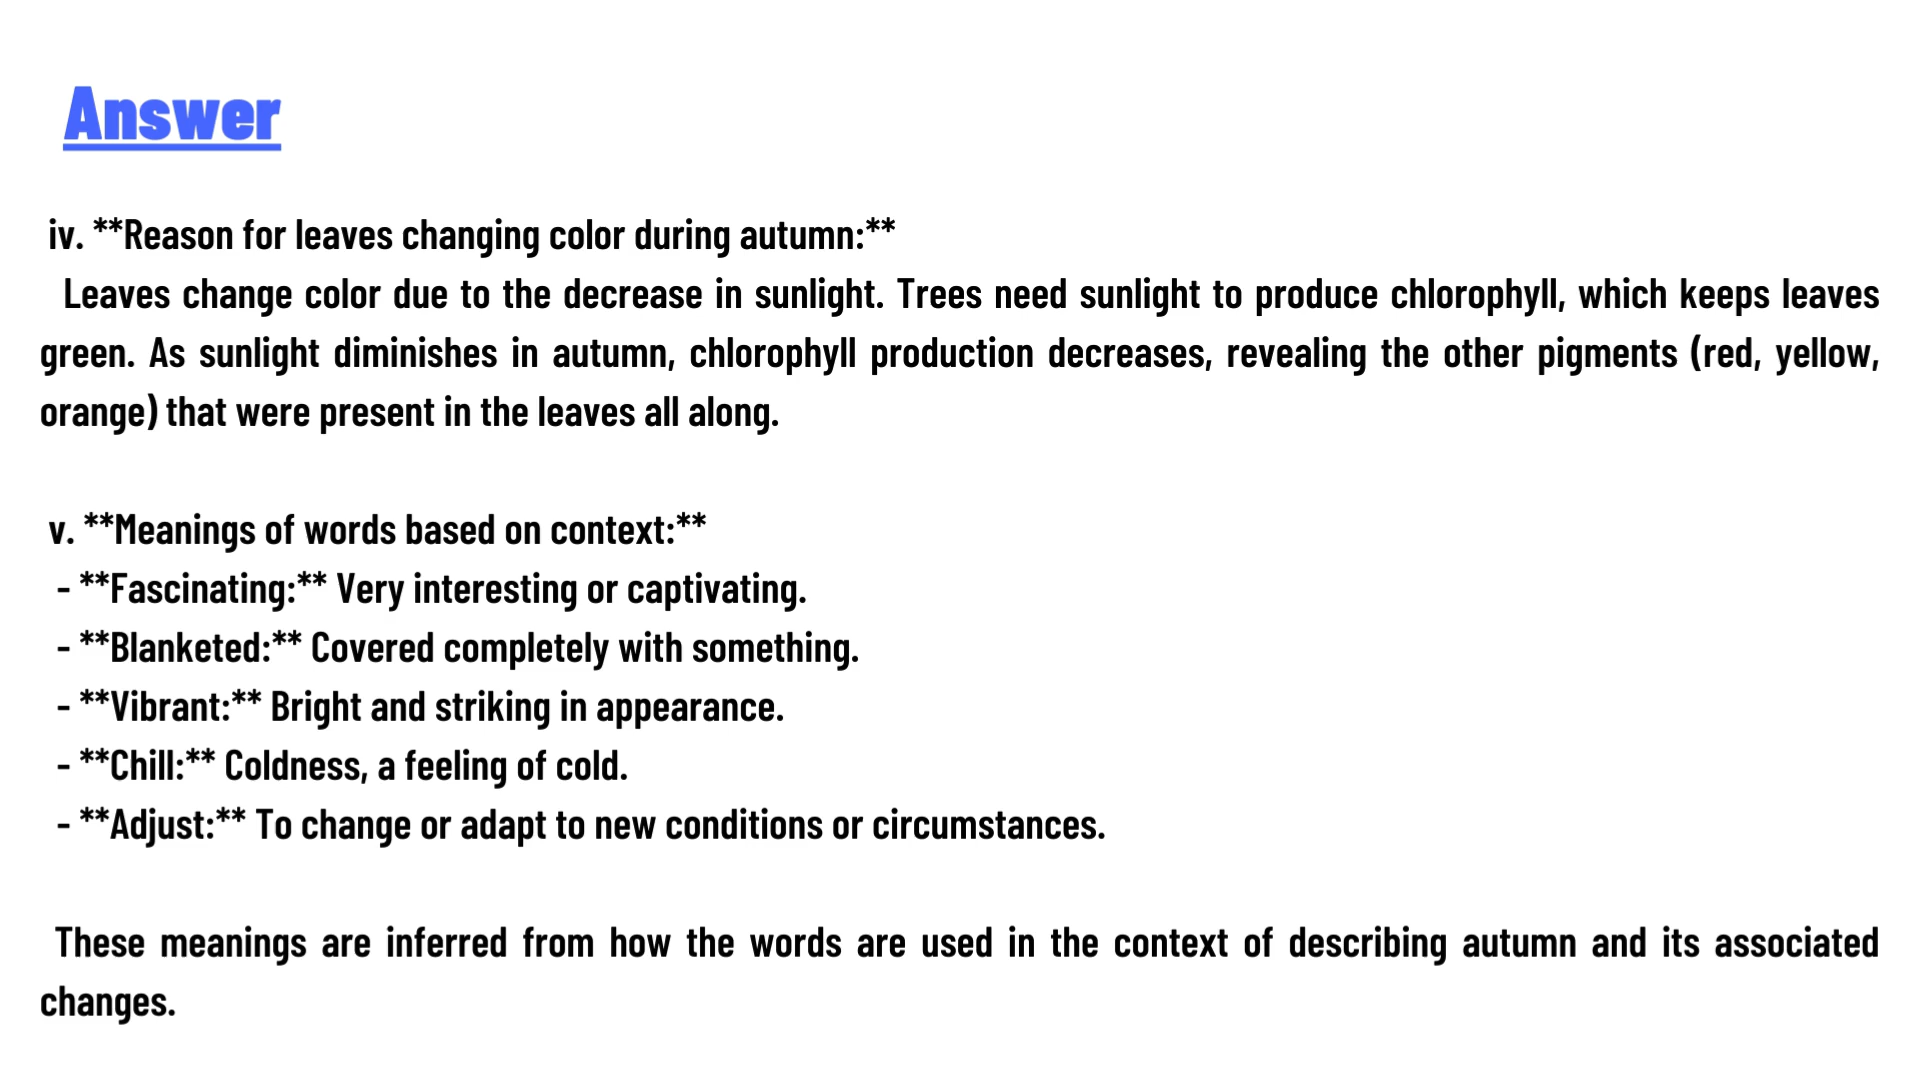 Answer
iv. **Reason for leaves changing color during autumn:**
Leaves change color due to the decrease in sunlight. Trees need sunlight to produce chlorophyll, which keeps leaves
green. As sunlight diminishes in autumn, chlorophyll production decreases, revealing the other pigments (red, yellow,
orange) that were present in the leaves all along.
v. **Meanings of words based on context:**
- **Fascinating:** Very interesting or captivating.
- **Blanketed:** Covered completely with something.
- **Vibrant:** Bright and striking in appearance.
- **Chill:** Coldness, a feeling of cold.
- **Adjust:** To change or adapt to new conditions or circumstances.
These meanings are inferred from how the words are used in the context of describing autumn and its associated
changes.